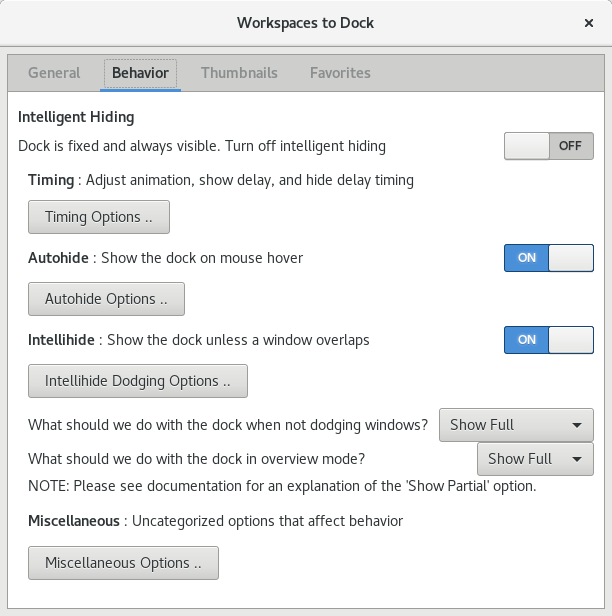 Workspaces to Dock ×
General Behavior Thumbnails Favorites
Intelligent Hiding
Dock is fixed and always visible. Turn off intelligent hiding OFF
Timing : Adjust animation, show delay, and hide delay timing
Timing Options ..
Autohide : Show the dock on mouse hover ON
Autohide Options ..
Intellihide : Show the dock unless a window overlaps ON
Intellihide Dodging Options ..
What should we do with the dock when not dodging windows? Show Full
What should we do with the dock in overview mode? Show Full
NOTE: Please see documentation for an explanation of the 'Show Partial' option.
Miscellaneous : Uncategorized options that affect behavior
Miscellaneous Options ..